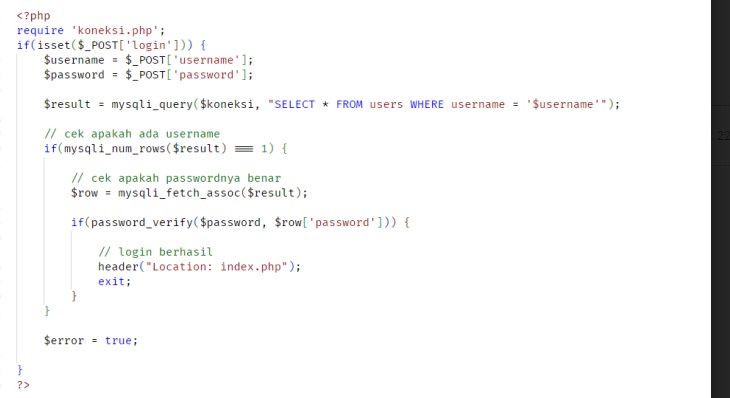 <?php
require 'koneksi.php';
if(isset($_POST['login'])) {
$username = $_POST['username'];
$password = $_POST['password'];
$result = mysqli_query($koneksi, "SELECT * FROM users WHERE username = '$username'");
// cek apakah ada username
if(mysqli_num_rows($result) === 1) {
// cek apakah passwordnya benar
$row = mysqli_fetch_assoc($result);
if(password_verify($password, $row['password'])) {
// login berhasil
header("Location: index.php");
exit;
}
}
$error = true;
}
?>